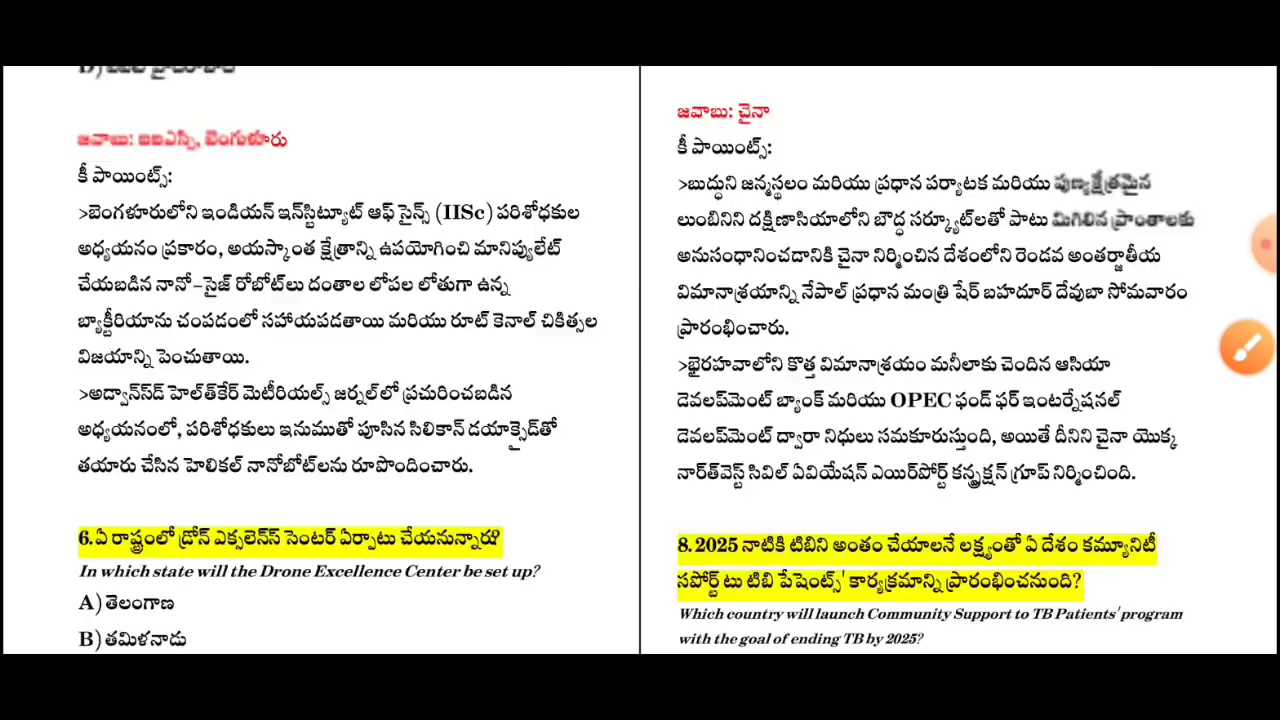 జవాబు: ఐఐఎస్సి, బెంగుళూరు
కీ పాయింట్స్:
>బెంగళూరులోని ఇండియన్ ఇన్‌స్టిట్యూట్ ఆఫ్ సైన్స్ (IISc) పరిశోధకుల
అధ్యయనం ప్రకారం, అయస్కాంత క్షేత్రాన్ని ఉపయోగించి మానిప్యులేట్
చేయబడిన నానో-సైజ్ రోబోట్‌లు దంతాల లోపల లోతుగా ఉన్న
బ్యాక్టీరియాను చంపడంలో సహాయపడతాయి మరియు రూట్ కెనాల్ చికిత్సల
విజయాన్ని పెంచుతాయి.
>అడ్వాన్స్‌డ్ హెల్త్‌కేర్ మెటీరియల్స్ జర్నల్‌లో ప్రచురించబడిన
అధ్యయనంలో, పరిశోధకులు ఇనుముతో పూసిన సిలికాన్ డయాక్సైడ్‌తో
తయారు చేసిన హెలికల్ నానోబోట్‌లను రూపొందించారు.
6.ఏ రాష్ట్రంలో డ్రోన్ ఎక్సలెన్స్ సెంటర్ ఏర్పాటు చేయనున్నారు?
In which state will the Drone Excellence Center be set up?
A) తెలంగాణ
B) తమిళనాడు
జవాబు: చైనా
కీ పాయింట్స్:
>బుద్ధుని జన్మస్థలం మరియు ప్రధాన పర్యాటక మరియు పుణ్యక్షేత్రమైన
లుంబినిని దక్షిణాసియాలోని బౌద్ధ సర్క్యూట్‌లతో పాటు మిగిలిన ప్రాంతాలకు
అనుసంధానించడానికి చైనా నిర్మించిన దేశంలోని రెండవ అంతర్జాతీయ
విమానాశ్రయాన్ని నేపాల్ ప్రధాన మంత్రి షేర్ బహదూర్ దేవుబా సోమవారం
ప్రారంభించారు.
>భైరహవాలోని కొత్త విమానాశ్రయం మనీలాకు చెందిన ఆసియా
డెవలప్‌మెంట్ బ్యాంక్ మరియు OPEC ఫండ్ ఫర్ ఇంటర్నేషనల్
డెవలప్‌మెంట్ ద్వారా నిధులు సమకూరుస్తుంది, అయితే దీనిని చైనా యొక్క
నార్త్‌వెస్ట్ సివిల్ ఏవియేషన్ ఎయిర్‌పోర్ట్ కన్స్ట్రక్షన్ గ్రూప్ నిర్మించింది.
8.2025 నాటికి టిబిని అంతం చేయాలనే లక్ష్యంతో ఏ దేశం కమ్యూనిటీ
సపోర్ట్ టు టిబి పేషెంట్స్' కార్యక్రమాన్ని ప్రారంభించనుంది?
Which country will launch Community Support to TB Patients' program
with the goal of ending TB by 2025?